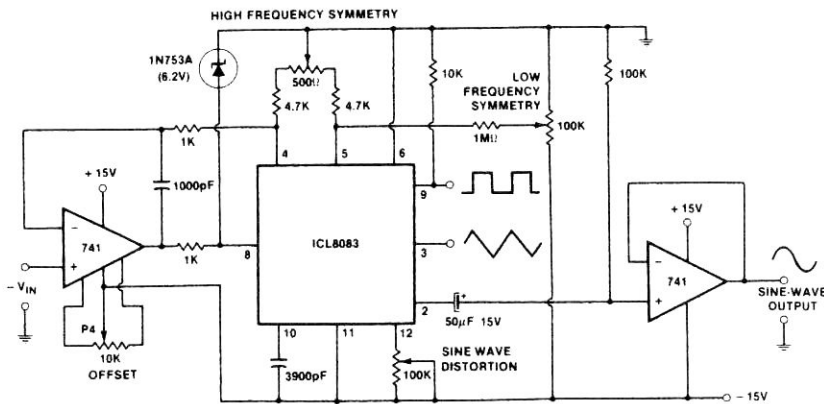 HIGH FREQUENCY SYMMETRY
1N753A
(6.2V)
500Ω
4.7K
4.7K
10K
LOW
FREQUENCY
SYMMETRY
100K
100K
1K
1MΩ
4
5
6
+ 15V
1000pF
9
−
741
+
1K
8
ICL8083
3
+ 15V
−
741
+
- VIN
2
+
50µF 15V
SINE-WAVE
OUTPUT
P4
10K
OFFSET
10
11
12
3900pF
100K
SINE WAVE
DISTORTION
- 15V